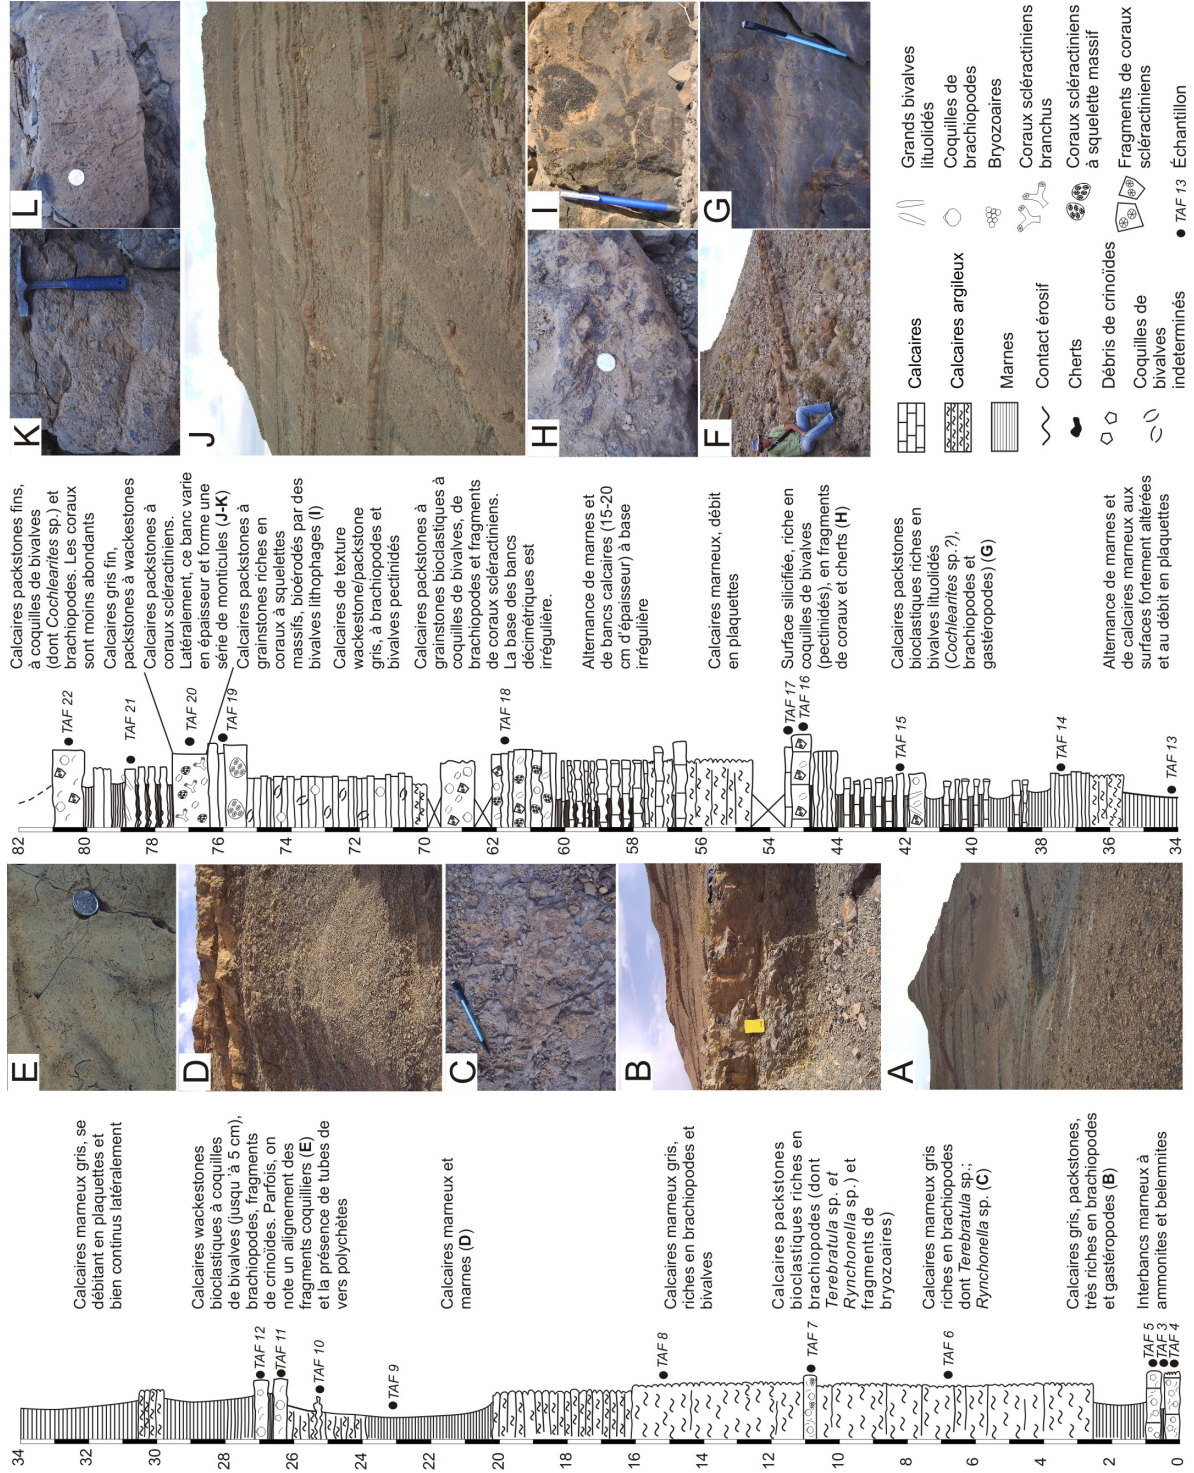 34
32
30
28
26
24
22
20
18
16
14
12
10
8
6
4
2
0
TAF 12
TAF 11
TAF 10
TAF 9
TAF 8
TAF 7
TAF 6
TAF 5
TAF 3
TAF 4
Calcaires marneux gris, se
débitant en plaquettes et
bien continus latéralement
Calcaires wackestones
bioclastiques à coquilles
de bivalves (jusqu 'à 5 cm),
brachiopodes, fragments
de crinoïdes. Parfois, on
note un alignement des
fragments coquilliers (E)
et la présence de tubes de
vers polychètes
Calcaires marneux et
marnes (D)
Calcaires marneux gris,
riches en brachiopodes et
bivalves
Calcaires packstones
bioclastiques riches en
brachiopodes (dont
Terebratula sp. et
Rynchonella sp.) et
fragments de
bryozoaires)
Calcaires marneux gris
riches en brachiopodes
dont Terebratula sp.;
Rynchonella sp. (C)
Calcaires gris, packstones,
très riches en brachiopodes
et gastéropodes (B)
Interbancs marneux à
ammonites et belemnites
E
D
C
B
A
82
80
78
76
74
72
70
68
66
64
62
60
58
56
54
44
42
40
38
36
34
TAF 22
TAF 21
TAF 20
TAF 19
TAF 18
TAF 17
TAF 16
TAF 15
TAF 14
TAF 13
Calcaires packstones fins,
à coquilles de bivalves
(dont Cochlearites sp.) et
brachiopodes. Les coraux
sont moins abondants
Calcaires gris fin,
packstones à wackestones
Calcaires packstones à
coraux scléractiniens.
Latéralement, ce banc varie
en épaisseur et forme une
série de monticules (J-K)
Calcaires packstones à
grainstones riches en
coraux à squelettes
massifs, bioérodés par des
bivalves lithophages (I)
Calcaires de texture
wackestone/packstone
gris, à brachiopodes et
bivalves pectinidés
Calcaires packstones à
grainstones bioclastiques à
coquilles de bivalves, de
brachiopodes et fragments
de coraux scléractiniens.
La base des bancs
décimétriques est
irrégulière.
Alternance de marnes et
de bancs calcaires (15-20
cm d'épaisseur) à base
irrégulière
Calcaires marneux, débit
en plaquettes
Surface silicifiée, riche en
coquilles de bivalves
(pectinidés), en fragments
de coraux et cherts (H)
Calcaires packstones
bioclastiques riches en
bivalves lituolidés
(Cochlearites sp.?),
brachiopodes et
gastéropodes) (G)
Alternance de marnes et
de calcaires marneux aux
surfaces fortement altérées
et au débit en plaquettes
K
L
J
H
I
F
G
Calcaires
Calcaires argileux
Marnes
Contact érosif
Cherts
Débris de crinoïdes
Coquilles de
bivalves
indeterminés
Grands bivalves
lituolidés
Coquilles de
brachiopodes
Bryozoaires
Coraux scléractiniens
branchus
Coraux scléractiniens
à squelette massif
Fragments de coraux
scléractiniens
TAF 13 Échantillon